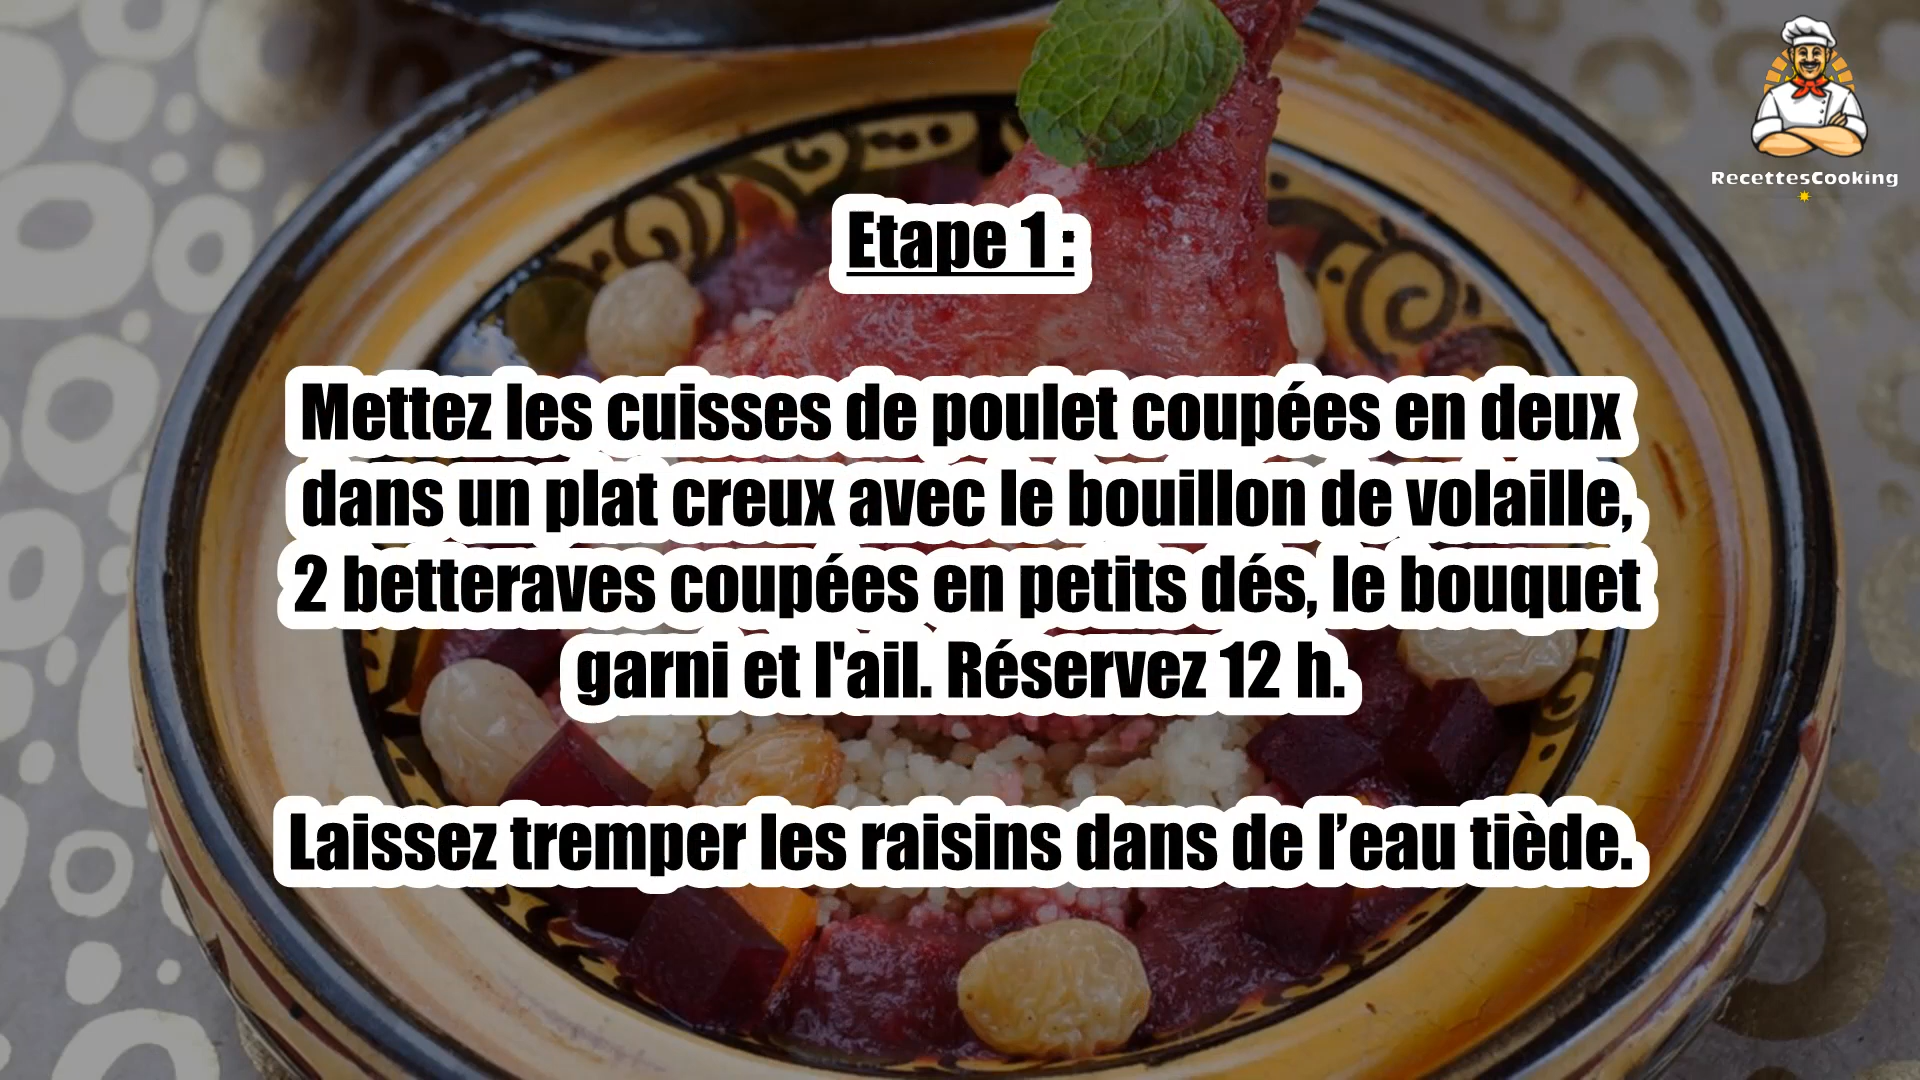 RecettesCooking
Etape 1 :
Mettez les cuisses de poulet coupées en deux
dans un plat creux avec le bouillon de volaille,
2 betteraves coupées en petits dés, le bouquet
garni et l'ail. Réservez 12 h.
Laissez tremper les raisins dans de l’eau tiède.